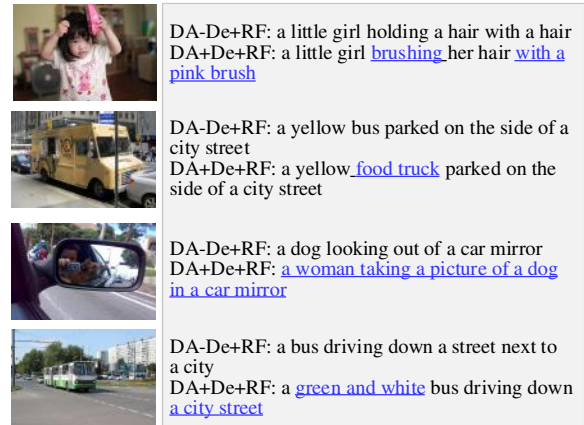 DA-De+RF: a little girl holding a hair with a hair
DA+De+RF: a little girl brushing her hair with a
pink brush
DA-De+RF: a yellow bus parked on the side of a
city street
DA+De+RF: a yellow food truck parked on the
side of a city street
DA-De+RF: a dog looking out of a car mirror
DA+De+RF: a woman taking a picture of a dog
in a car mirror
DA-De+RF: a bus driving down a street next to
a city
DA+De+RF: a green and white bus driving down
a city street